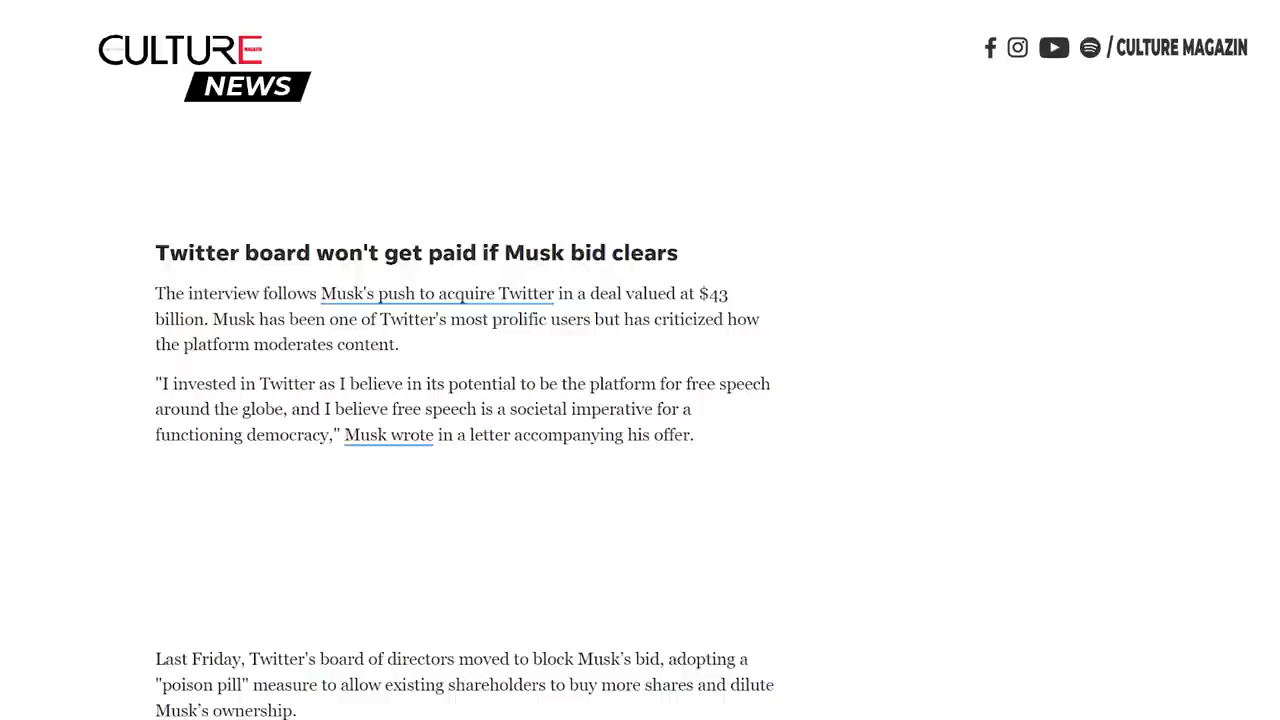 CULTURE
NEWS
/ CULTURE MAGAZIN
Twitter board won't get paid if Musk bid clears
The interview follows Musk's push to acquire Twitter in a deal valued at $43
billion. Musk has been one of Twitter's most prolific users but has criticized how
the platform moderates content.
"I invested in Twitter as I believe in its potential to be the platform for free speech
around the globe, and I believe free speech is a societal imperative for a
functioning democracy," Musk wrote in a letter accompanying his offer.
Last Friday, Twitter's board of directors moved to block Musk’s bid, adopting a
"poison pill" measure to allow existing shareholders to buy more shares and dilute
Musk’s ownership.